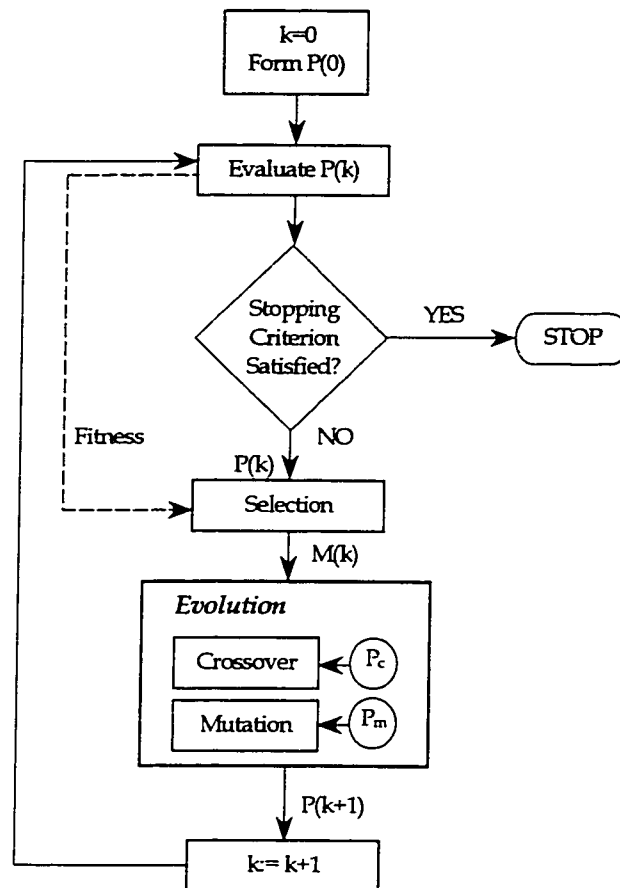 k=0
Form P(0)
Evaluate P(k)
Stopping
Criterion
Satisfied?
YES
STOP
NO
Fitness
P(k)
Selection
M(k)
Evolution
Crossover
Pc
Mutation
Pm
P(k+1)
k:= k+1